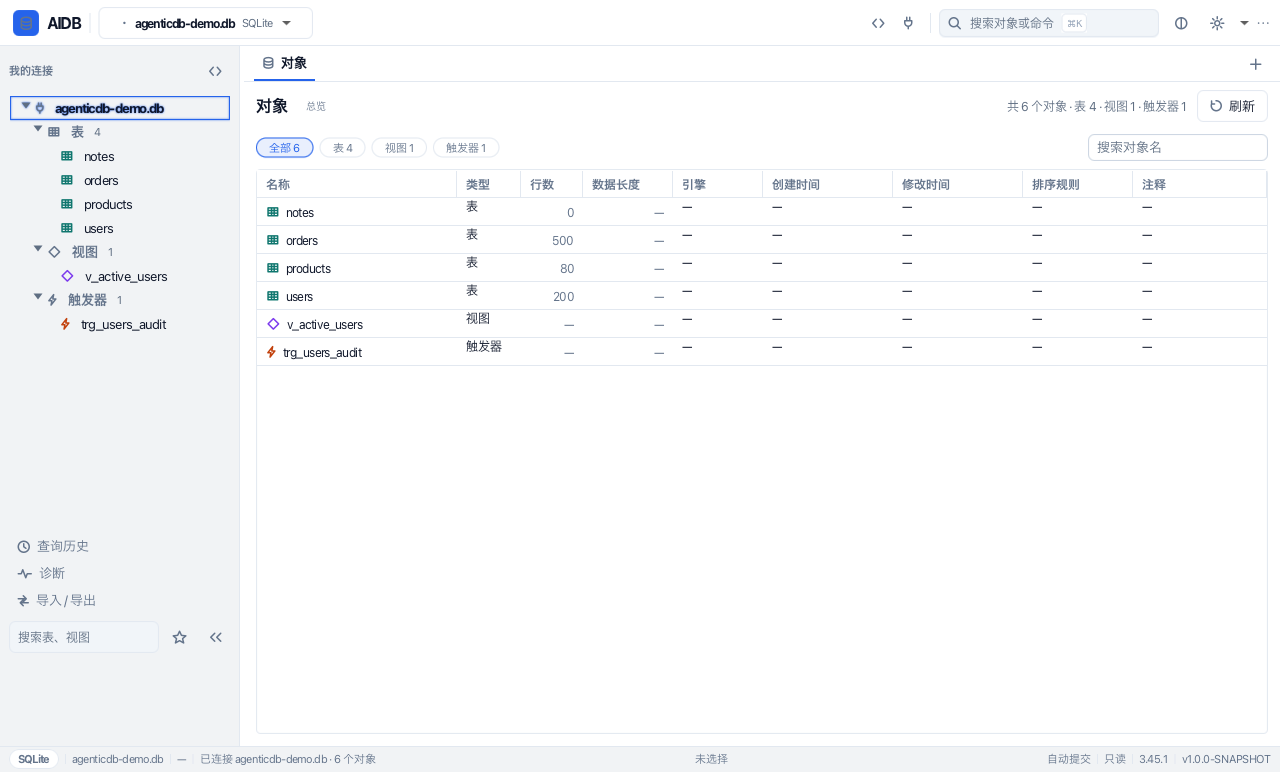 AIDB agenticdb-demo.db SQLite 搜索对象或命令 ⌘K ···
我的连接
agenticdb-demo.db
表 4
notes
orders
products
users
视图 1
v_active_users
触发器 1
trg_users_audit
查询历史
诊断
导入/导出
搜索表、视图
对象
对象 总览 共 6 个对象 · 表 4 · 视图 1 · 触发器 1 刷新
全部 6 表 4 视图 1 触发器 1 搜索对象名
名称 类型 行数 数据长度 引擎 创建时间 修改时间 排序规则 注释
notes 表 0 — — — — — —
orders 表 500 — — — — — —
products 表 80 — — — — — —
users 表 200 — — — — — —
v_active_users 视图 — — — — — — —
trg_users_audit 触发器 — — — — — — —
SQLite agenticdb-demo.db — 已连接 agenticdb-demo.db · 6 个对象 未选择 自动提交 只读 3.45.1 v1.0.0-SNAPSHOT